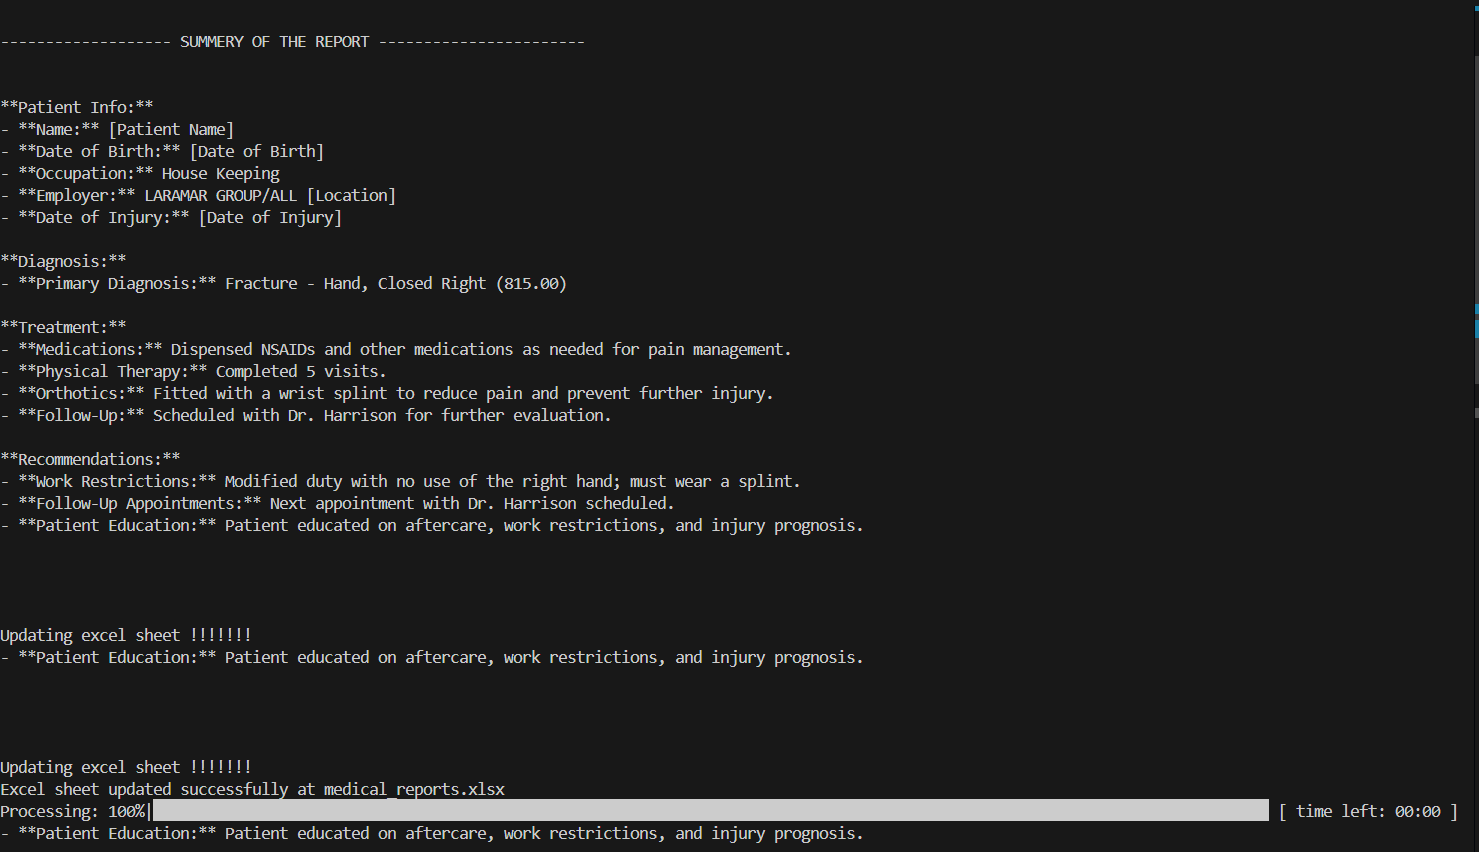 ------------------- SUMMERY OF THE REPORT -----------------------
**Patient Info:**
- **Name:** [Patient Name]
- **Date of Birth:** [Date of Birth]
- **Occupation:** House Keeping
- **Employer:** LARAMAR GROUP/ALL [Location]
- **Date of Injury:** [Date of Injury]
**Diagnosis:**
- **Primary Diagnosis:** Fracture - Hand, Closed Right (815.00)
**Treatment:**
- **Medications:** Dispensed NSAIDs and other medications as needed for pain management.
- **Physical Therapy:** Completed 5 visits.
- **Orthotics:** Fitted with a wrist splint to reduce pain and prevent further injury.
- **Follow-Up:** Scheduled with Dr. Harrison for further evaluation.
**Recommendations:**
- **Work Restrictions:** Modified duty with no use of the right hand; must wear a splint.
- **Follow-Up Appointments:** Next appointment with Dr. Harrison scheduled.
- **Patient Education:** Patient educated on aftercare, work restrictions, and injury prognosis.
Updating excel sheet !!!!!!!
- **Patient Education:** Patient educated on aftercare, work restrictions, and injury prognosis.
Updating excel sheet !!!!!!!
Excel sheet updated successfully at medical_reports.xlsx
Processing: 100%| [ time left: 00:00 ]
- **Patient Education:** Patient educated on aftercare, work restrictions, and injury prognosis.